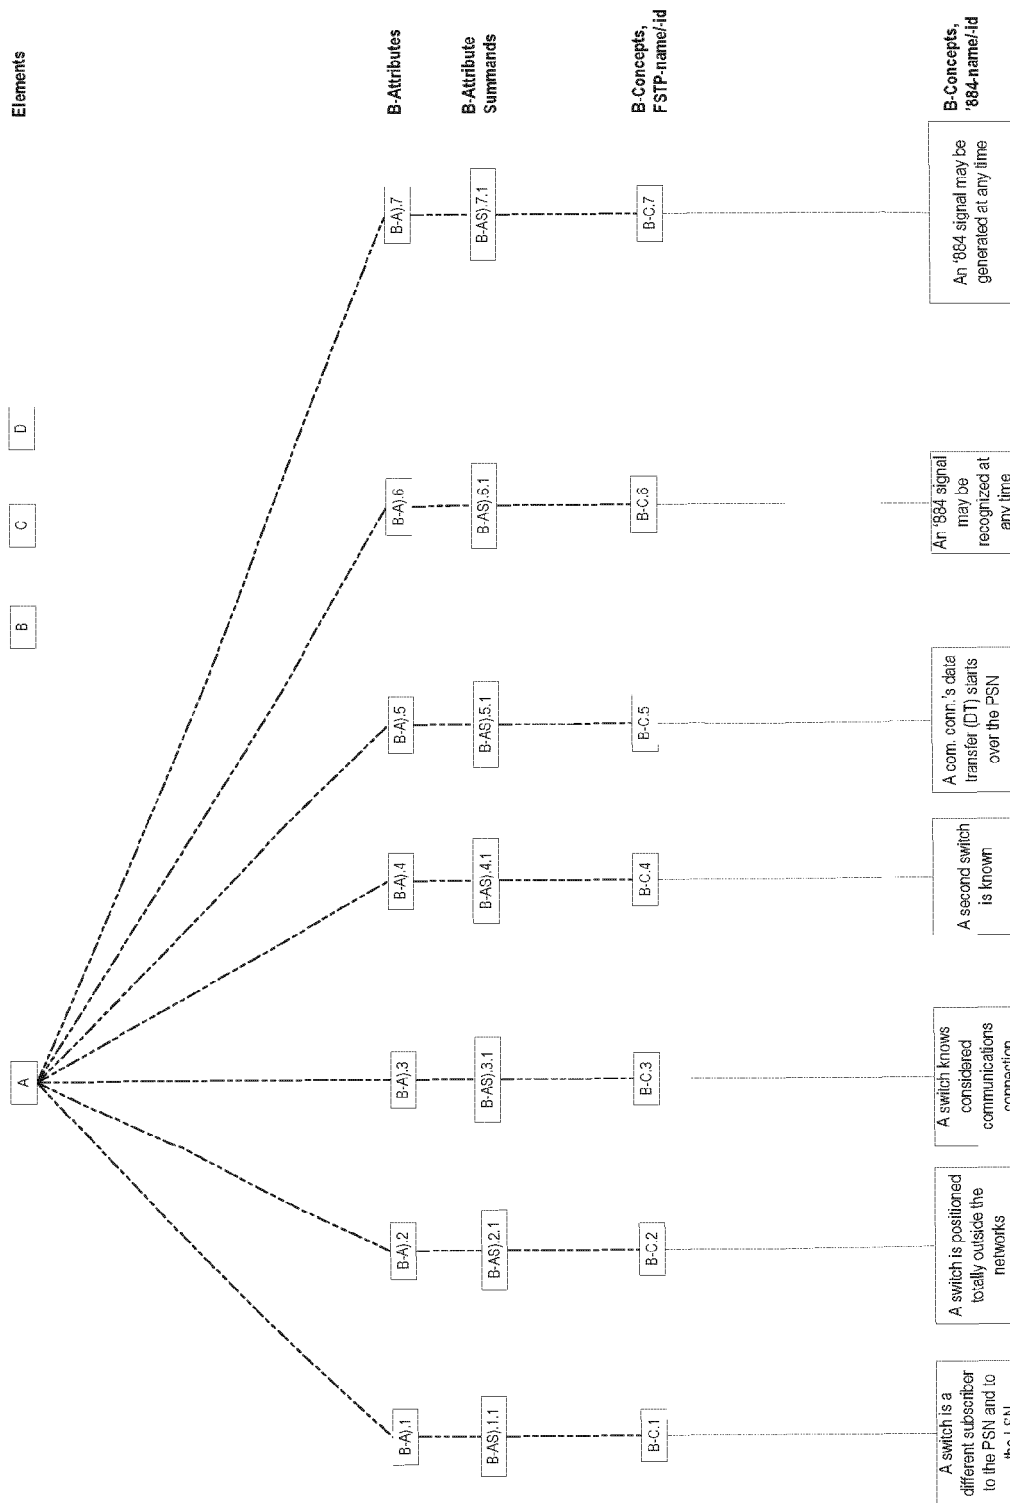 Elements
A
B
C
D
B-Attributes
B-A).1
B-A).2
B-A).3
B-A).4
B-A).5
B-A).6
B-A).7
B-Attribute
Summands
B-AS).1.1
B-AS).2.1
B-AS).3.1
B-AS).4.1
B-AS).5.1
B-AS).6.1
B-AS).7.1
B-Concepts,
FSTP-name/-id
B-C.1
B-C.2
B-C.3
B-C.4
B-C.5
B-C.6
B-C.7
B-Concepts,
'884-name/-id
A switch is a
different subscriber
to the PSN and to
A switch is positioned
totally outside the
networks
A switch knows
considered
communications
connection
A second switch
is known
A com. conn.'s data
transfer (DT) starts
over the PSN
An '884 signal
may be
recognized at
any time
An '884 signal may be
generated at any time